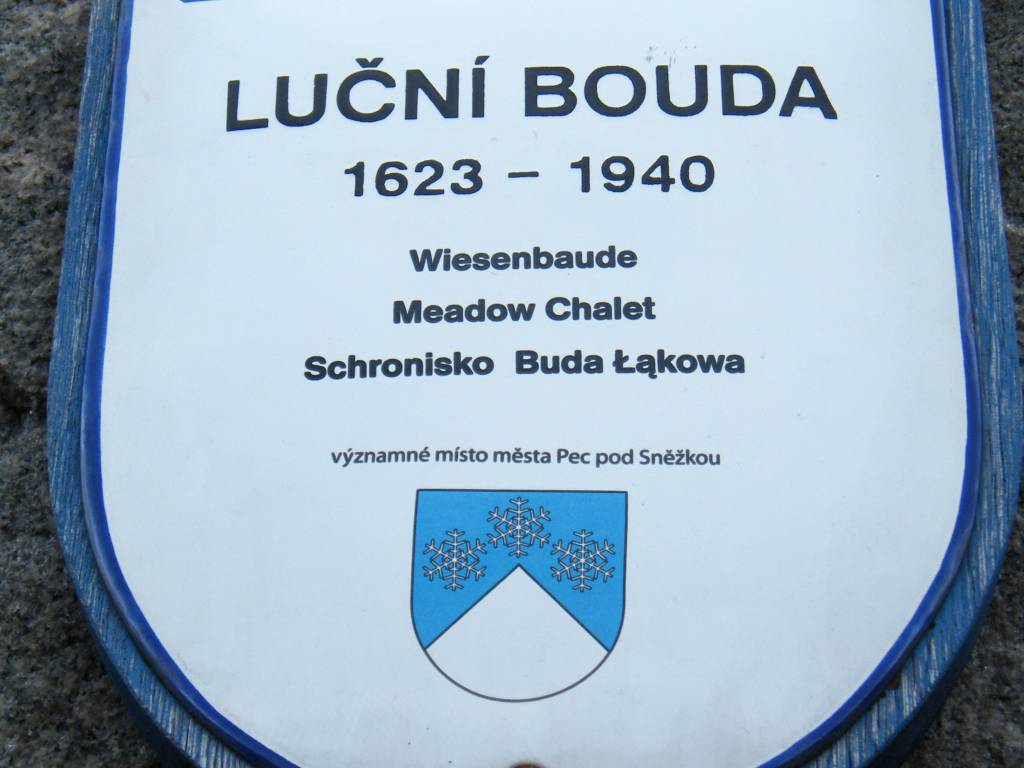 LUČNÍ BOUDA
1623 – 1940
Wiesenbaude
Meadow Chalet
Schronisko Buda Łąkowa
významné místo města Pec pod Sněžkou